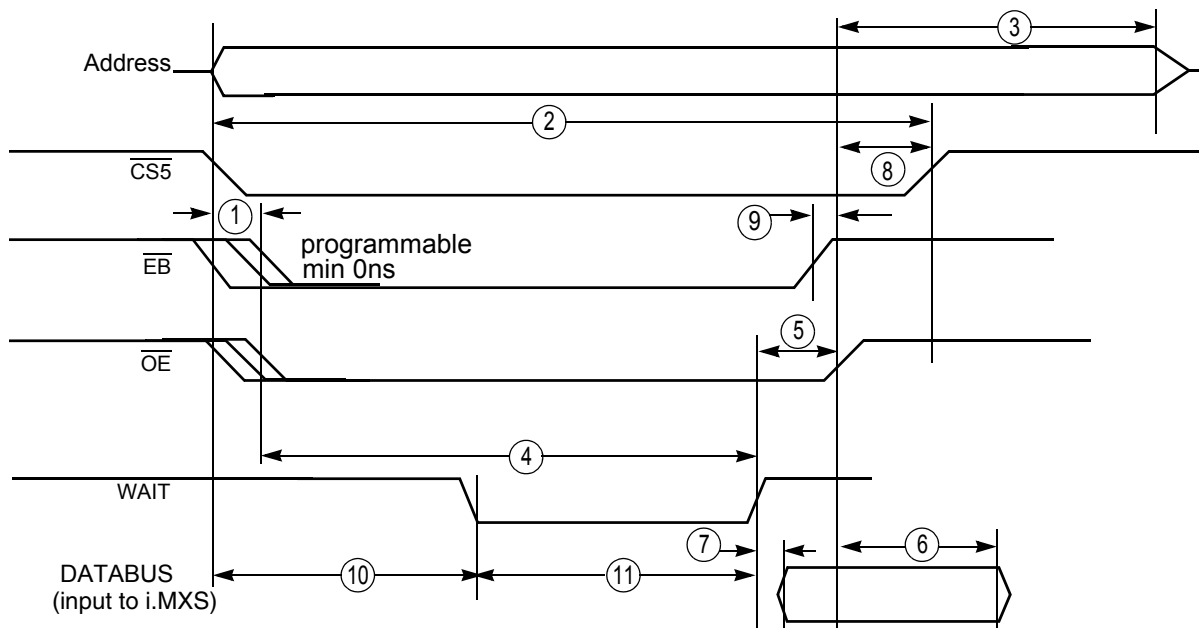 3
Address
2
CS5
8
1
9
programmable
min 0ns
EB
5
OE
4
WAIT
7
6
10
11
DATABUS
(input to i.MXS)